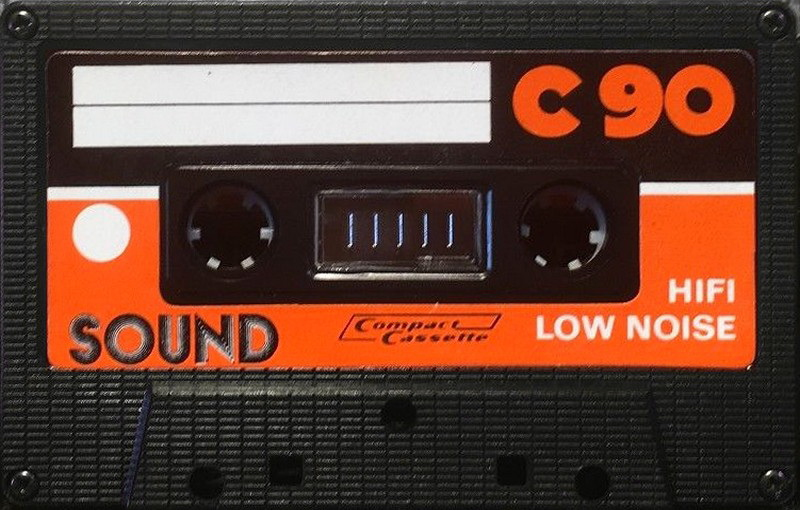 C 90
HIFI
LOW NOISE
SOUND
Compact
Cassette